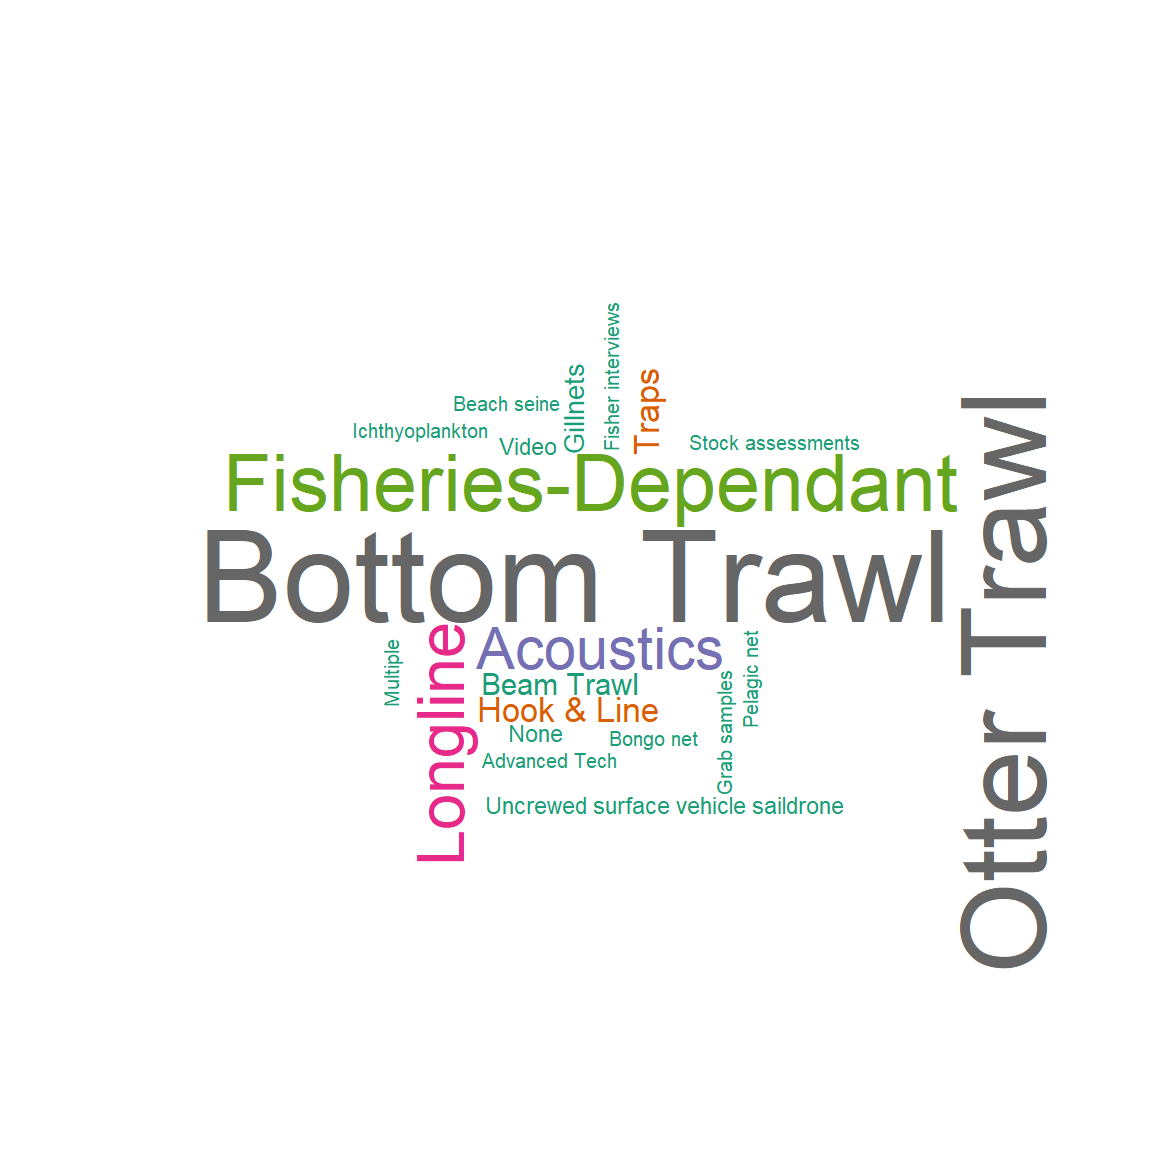 Fisher interviews
Gillnets
Traps
Beach seine
Ichthyoplankton
Video
Stock assessments
Fisheries-Dependant
Bottom Trawl
Otter Trawl
Multiple
Longline
Acoustics
Beam Trawl
Hook & Line
None
Bongo net
Grab samples
Pelagic net
Advanced Tech
Uncrewed surface vehicle saildrone